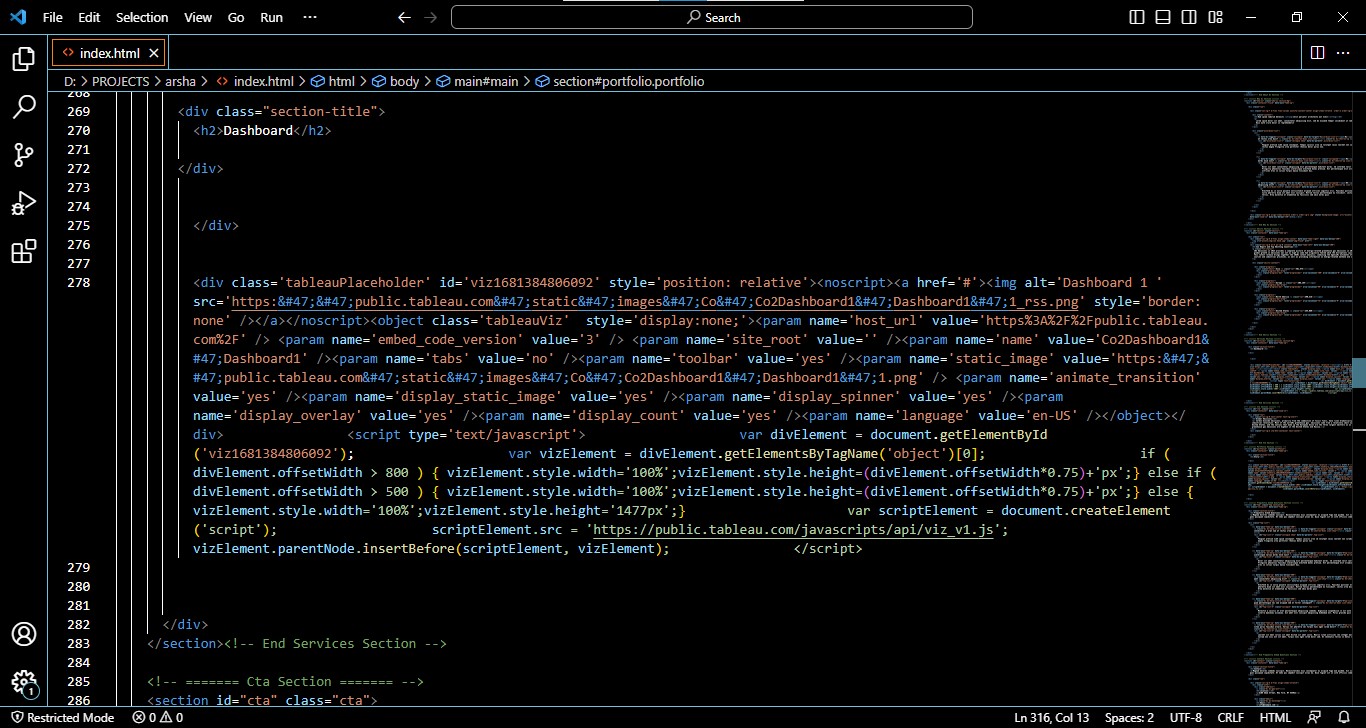 File Edit Selection View Go Run ··· Search
index.html
D: > PROJECTS > arsha > index.html > html > body > main#main > section#portfolio.portfolio
268
269 <div class="section-title">
270 <h2>Dashboard</h2>
271
272 </div>
273
274
275 </div>
276
277
278 <div class='tableauPlaceholder' id='viz1681384806092' style='position: relative'><noscript><a href='#'><img alt='Dashboard 1 '
src='https:&#47;&#47;public.tableau.com&#47;static&#47;images&#47;Co&#47;Co2Dashboard1&#47;Dashboard1&#47;1_rss.png' style='border:
none' /></a></noscript><object class='tableauViz'  style='display:none;'><param name='host_url' value='https%3A%2F%2Fpublic.tableau.
com%2F' /> <param name='embed_code_version' value='3' /> <param name='site_root' value='' /><param name='name' value='Co2Dashboard1&
#47;Dashboard1' /><param name='tabs' value='no' /><param name='toolbar' value='yes' /><param name='static_image' value='https:&#47;&
#47;public.tableau.com&#47;static&#47;images&#47;Co&#47;Co2Dashboard1&#47;Dashboard1&#47;1.png' /> <param name='animate_transition'
value='yes' /><param name='display_static_image' value='yes' /><param name='display_spinner' value='yes' /><param
name='display_overlay' value='yes' /><param name='display_count' value='yes' /><param name='language' value='en-US' /></object></
div> <script type='text/javascript'> var divElement = document.getElementById
('viz1681384806092'); var vizElement = divElement.getElementsByTagName('object')[0]; if (
divElement.offsetWidth > 800 ) { vizElement.style.width='100%';vizElement.style.height=(divElement.offsetWidth*0.75)+'px';} else if (
divElement.offsetWidth > 500 ) { vizElement.style.width='100%';vizElement.style.height=(divElement.offsetWidth*0.75)+'px';} else {
vizElement.style.width='100%';vizElement.style.height='1477px';} var scriptElement = document.createElement
('script'); scriptElement.src = 'https://public.tableau.com/javascripts/api/viz_v1.js';
vizElement.parentNode.insertBefore(scriptElement, vizElement); </script>
279
280
281
282 </div>
283 </section><!-- End Services Section -->
284
285 <!-- ======= Cta Section ======= -->
286 <section id="cta" class="cta">
1
Restricted Mode 0 0 Ln 316, Col 13 Spaces: 2 UTF-8 CRLF HTML